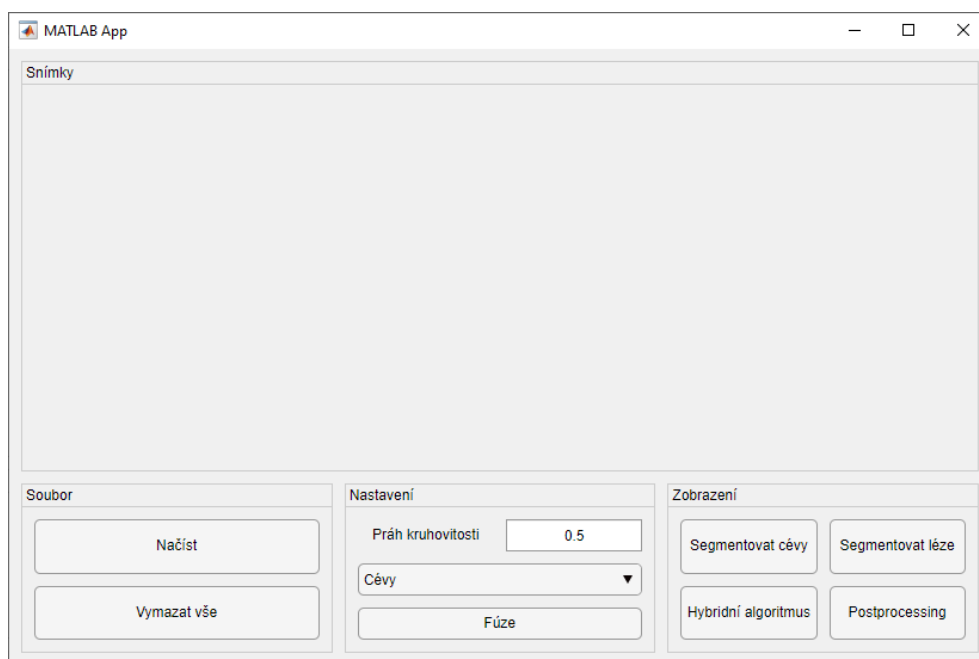 MATLAB App
Snímky
Soubor
Načíst
Vymazat vše
Nastavení
Práh kruhovitosti 0.5
Cévy
Fúze
Zobrazení
Segmentovat cévy Segmentovat léze
Hybridní algoritmus Postprocessing